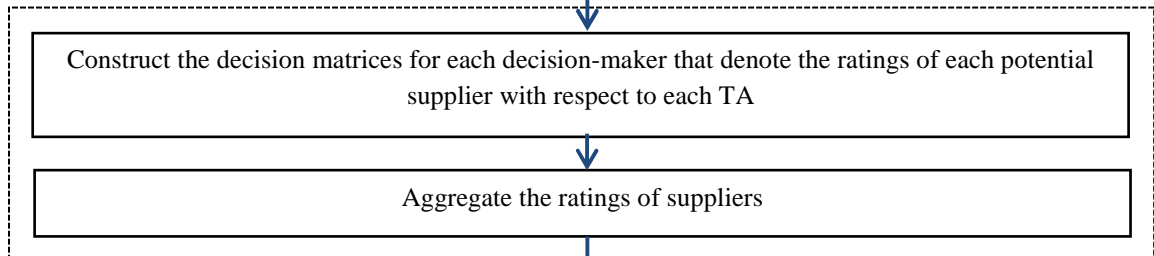 Construct the decision matrices for each decision-maker that denote the ratings of each potential
supplier with respect to each TA
Aggregate the ratings of suppliers